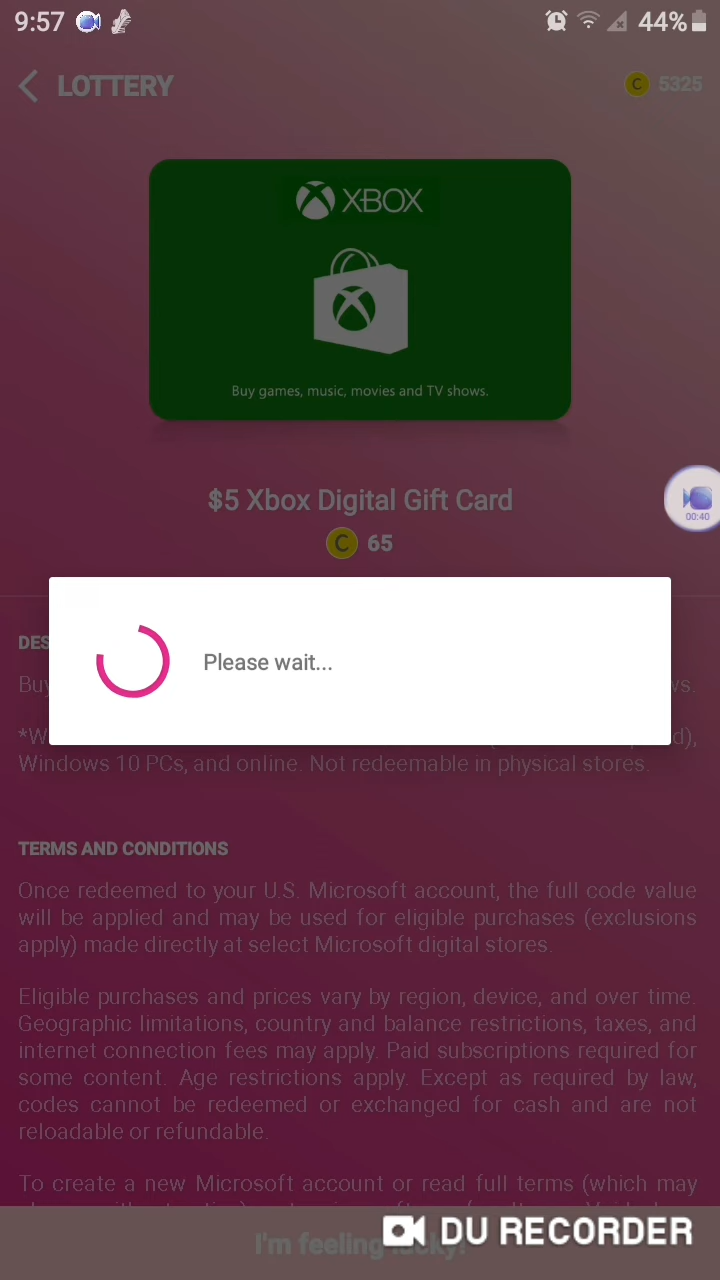 9:57
44%
LOTTERY
C 5325
XBOX
Buy games, music, movies and TV shows.
00:40
$5 Xbox Digital Gift Card
C 65
Please wait...
DES
Buy
ws.
*W
d),
Windows 10 PCs, and online. Not redeemable in physical stores.
TERMS AND CONDITIONS
Once redeemed to your U.S. Microsoft account, the full code value
will be applied and may be used for eligible purchases (exclusions
apply) made directly at select Microsoft digital stores.
Eligible purchases and prices vary by region, device, and over time.
Geographic limitations, country and balance restrictions, taxes, and
internet connection fees may apply. Paid subscriptions required for
some content. Age restrictions apply. Except as required by law,
codes cannot be redeemed or exchanged for cash and are not
reloadable or refundable.
To create a new Microsoft account or read full terms (which may
I'm feeling lucky!
DU RECORDER